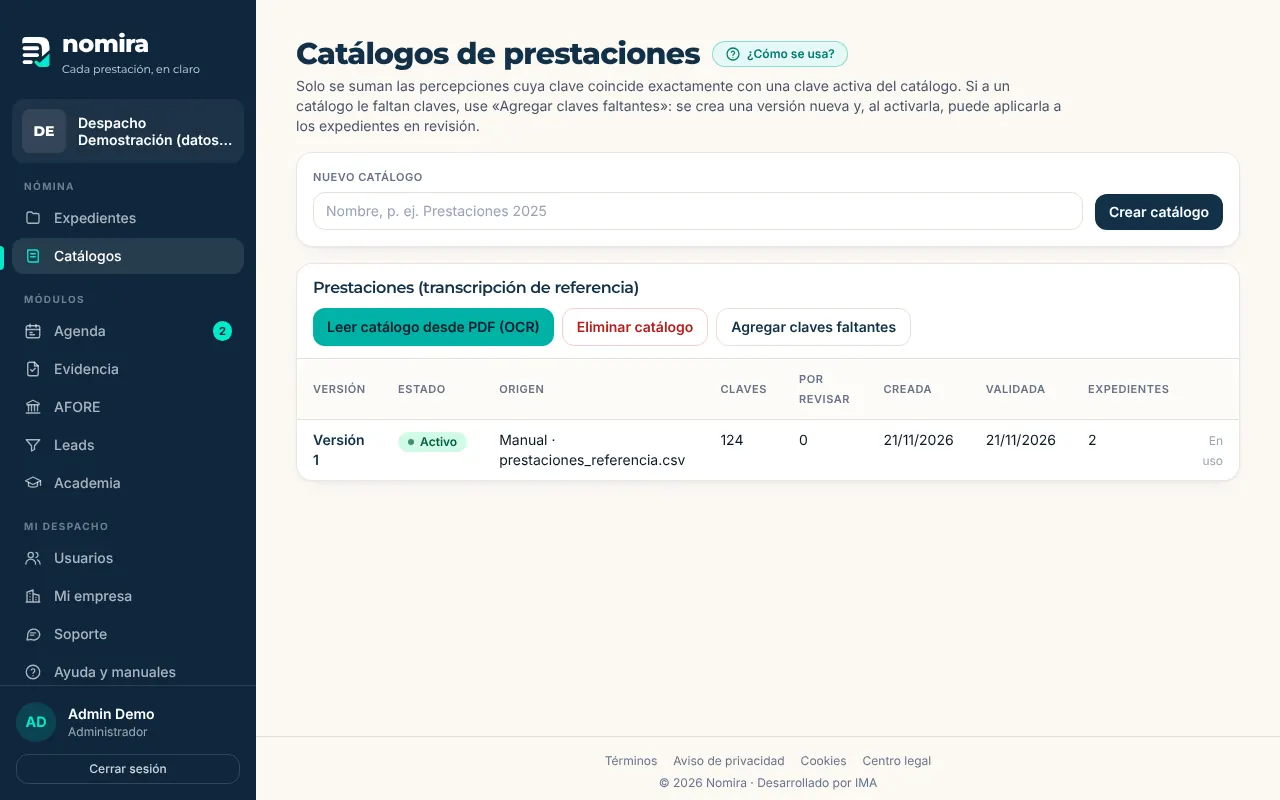 nomira
Cada prestación, en claro
DE
Despacho
Demostración (datos...
NÓMINA
Expedientes
Catálogos
MÓDULOS
Agenda
2
Evidencia
AFORE
Leads
Academia
MI DESPACHO
Usuarios
Mi empresa
Soporte
Ayuda y manuales
AD
Admin Demo
Administrador
Cerrar sesión
Catálogos de prestaciones
¿Cómo se usa?
Solo se suman las percepciones cuya clave coincide exactamente con una clave activa del catálogo. Si a un
catálogo le faltan claves, use «Agregar claves faltantes»: se crea una versión nueva y, al activarla, puede aplicarla a
los expedientes en revisión.
NUEVO CATÁLOGO
Nombre, p. ej. Prestaciones 2025
Crear catálogo
Prestaciones (transcripción de referencia)
Leer catálogo desde PDF (OCR)
Eliminar catálogo
Agregar claves faltantes
VERSIÓN ESTADO ORIGEN CLAVES POR REVISAR CREADA VALIDADA EXPEDIENTES
Versión 1 Activo Manual · prestaciones_referencia.csv 124 0 21/11/2026 21/11/2026 2 En uso
Términos Aviso de privacidad Cookies Centro legal
© 2026 Nomira · Desarrollado por IMA